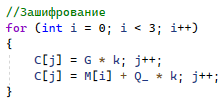 //Зашифрование
for (int i = 0; i < 3; i++)
{
    C[j] = G * k; j++;
    C[j] = M[i] + Q_ * k; j++;
}